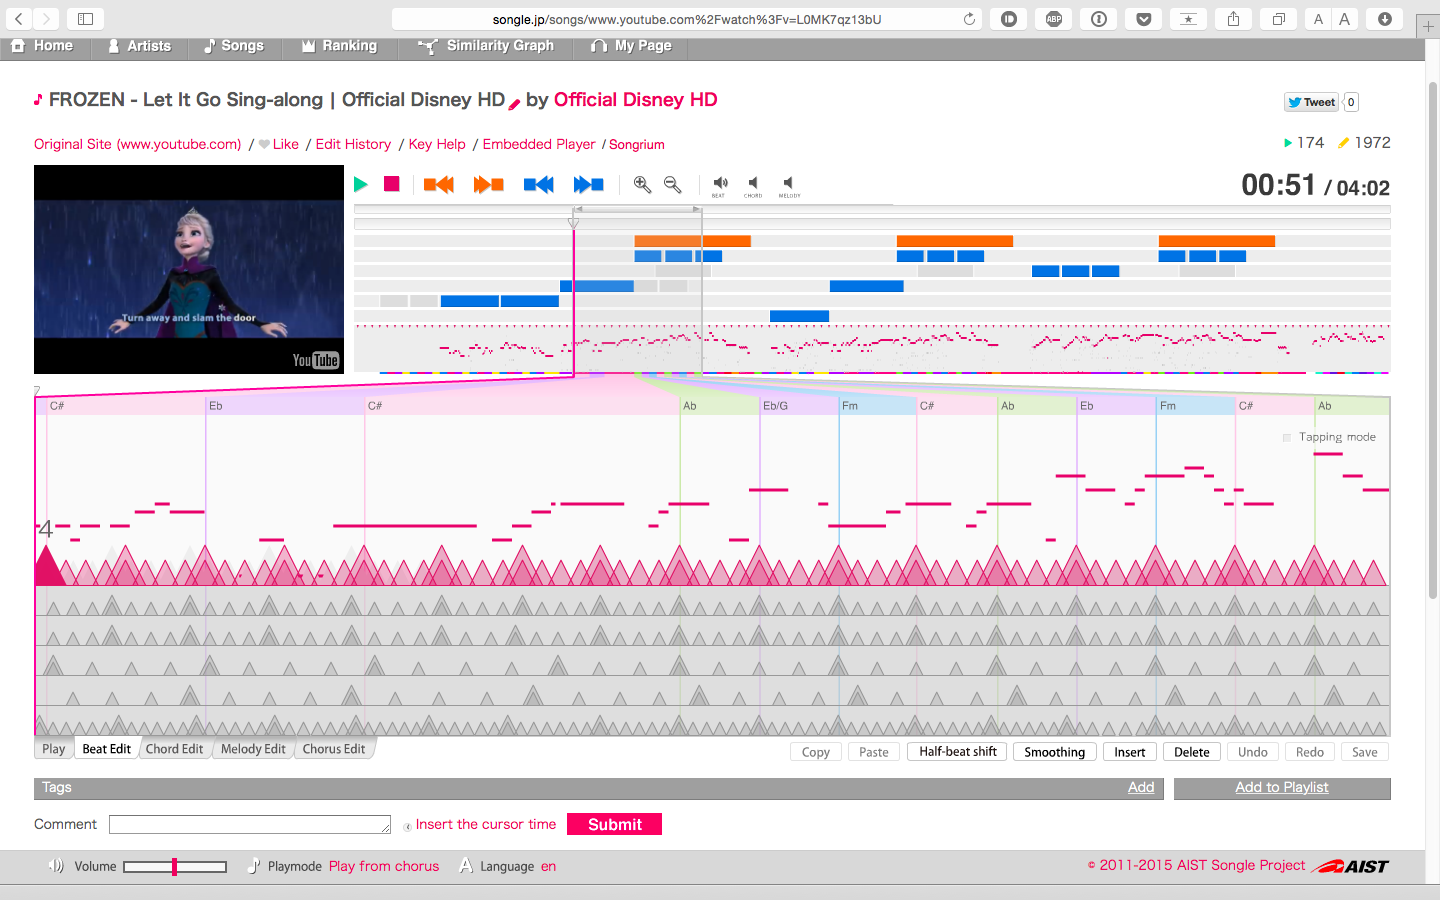 songle.jp/songs/www.youtube.com%2Fwatch%3Fv=L0MK7qz13bU
ABP
A A
Home Artists Songs Ranking Similarity Graph My Page
FROZEN - Let It Go Sing-along | Official Disney HD by Official Disney HD
Tweet 0
Original Site (www.youtube.com) / Like / Edit History / Key Help / Embedded Player / Songrium
174 1972
BEAT CHORD MELODY
00:51 / 04:02
Turn away and slam the door
YouTube
C# Eb C# Ab Eb/G Fm C# Ab Eb Fm C# Ab
Tapping mode
4
Play Beat Edit Chord Edit Melody Edit Chorus Edit
Copy Paste Half-beat shift Smoothing Insert Delete Undo Redo Save
Tags Add Add to Playlist
Comment Insert the cursor time Submit
Volume Playmode Play from chorus A Language en
© 2011-2015 AIST Songle Project AIST